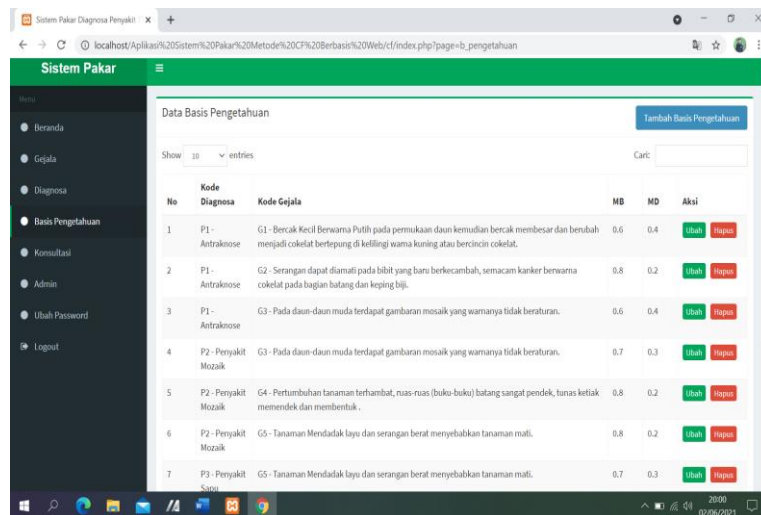 Sistem Pakar Diagnosa Penyakit
localhost/Aplikasi%20Sistem%20Pakar%20Metode%20CF%20Berbasis%20Web/cf/index.php?page=b_pengetahuan
Sistem Pakar
Menu
Beranda
Gejala
Diagnosa
Basis Pengetahuan
Konsultasi
Admin
Ubah Password
Logout
Data Basis Pengetahuan
Tambah Basis Pengetahuan
Show 10 entries
Cari:
No Kode Diagnosa Kode Gejala MB MD Aksi
1 P1 - Antraknose G1 - Bercak Kecil Berwarna Putih pada permukaan daun kemudian bercak membesar dan berubah 0.6 0.4 Ubah Hapus
menjadi cokelat bertepung di kelilingi warna kuning atau bercincin cokelat.
2 P1 - Antraknose G2 - Serangan dapat diamati pada bibit yang baru berkecambah, semacam kanker berwarna 0.8 0.2 Ubah Hapus
cokelat pada bagian batang dan keping biji.
3 P1 - Antraknose G3 - Pada daun-daun muda terdapat gambaran mosaik yang warnanya tidak beraturan. 0.6 0.4 Ubah Hapus
4 P2 - Penyakit Mozaik G3 - Pada daun-daun muda terdapat gambaran mosaik yang warnanya tidak beraturan. 0.7 0.3 Ubah Hapus
5 P2 - Penyakit Mozaik G4 - Pertumbuhan tanaman terhambat, ruas-ruas (buku-buku) batang sangat pendek, tunas ketiak 0.8 0.2 Ubah Hapus
memendek dan membentuk .
6 P2 - Penyakit Mozaik G5 - Tanaman Mendadak layu dan serangan berat menyebabkan tanaman mati. 0.8 0.2 Ubah Hapus
7 P3 - Penyakit Sapu G5 - Tanaman Mendadak layu dan serangan berat menyebabkan tanaman mati. 0.7 0.3 Ubah Hapus
20:00
02/06/2021